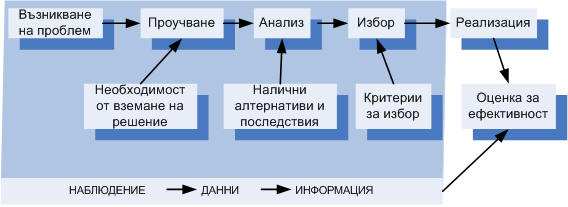 Възникване
на проблем
Проучване
Анализ
Избор
Реализация
Необходимост
от вземане на
решение
Налични
алтернативи и
последствия
Критерии
за избор
Оценка за
ефективност
НАБЛЮДЕНИЕ ДАННИ ИНФОРМАЦИЯ